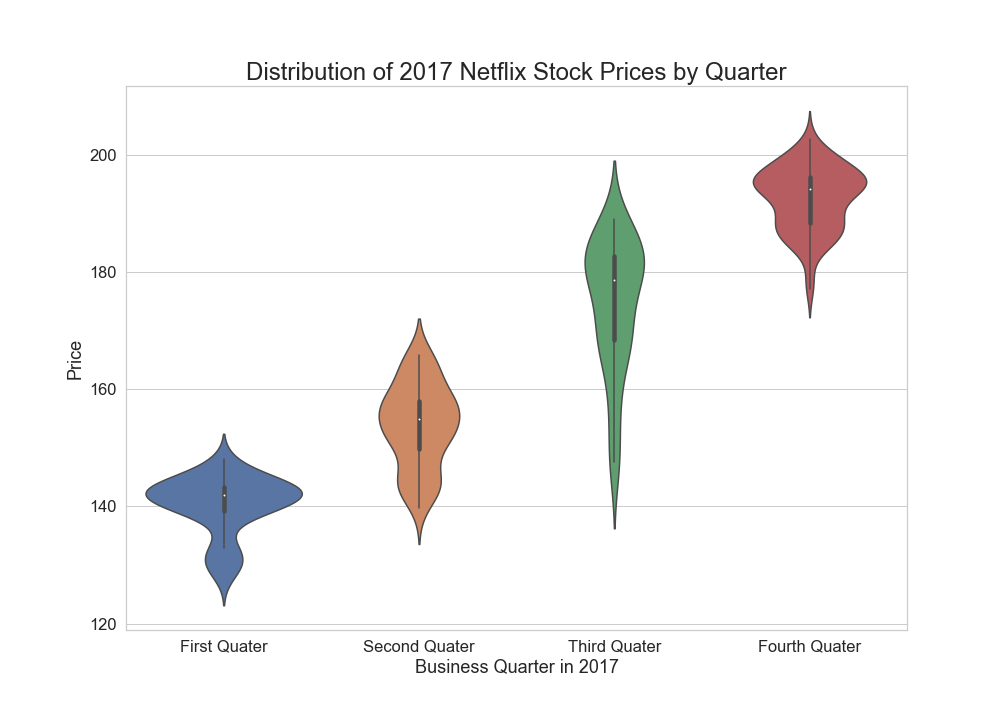 Distribution of 2017 Netflix Stock Prices by Quarter
200
180
160
140
120
Price
First Quater Second Quater Third Quater Fourth Quater
Business Quarter in 2017